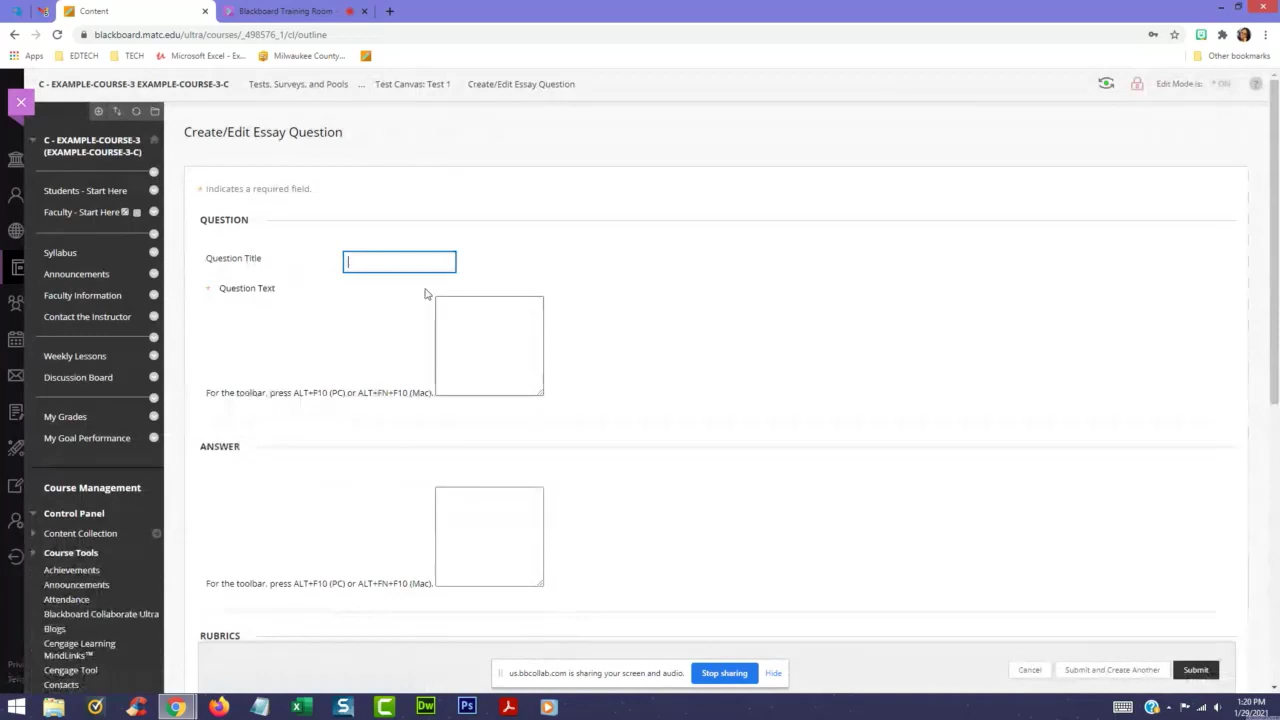 Content
Blackboard Training Room
blackboard.matc.edu/ultra/courses/_498576_1/cl/outline
Apps
EDTECH
TECH
Microsoft Excel - Ex...
Milwaukee County...
Other bookmarks
C - EXAMPLE-COURSE-3 EXAMPLE-COURSE-3-C
Tests, Surveys, and Pools
...
Test Canvas: Test 1
Create/Edit Essay Question
Edit Mode is:
ON
?
C - EXAMPLE-COURSE-3
(EXAMPLE-COURSE-3-C)
Students - Start Here
Faculty - Start Here
Syllabus
Announcements
Faculty Information
Contact the Instructor
Weekly Lessons
Discussion Board
My Grades
My Goal Performance
Course Management
Control Panel
Content Collection
Course Tools
Achievements
Announcements
Attendance
Blackboard Collaborate Ultra
Blogs
Cengage Learning
MindLinks™
Cengage Tool
Contacts
Create/Edit Essay Question
* Indicates a required field.
QUESTION
Question Title
* Question Text
For the toolbar, press ALT+F10 (PC) or ALT+FN+F10 (Mac).
ANSWER
For the toolbar, press ALT+F10 (PC) or ALT+FN+F10 (Mac).
RUBRICS
us.bbcollab.com is sharing your screen and audio.
Stop sharing
Hide
Cancel
Submit and Create Another
Submit
Dw
Ps
1:20 PM
1/29/2021